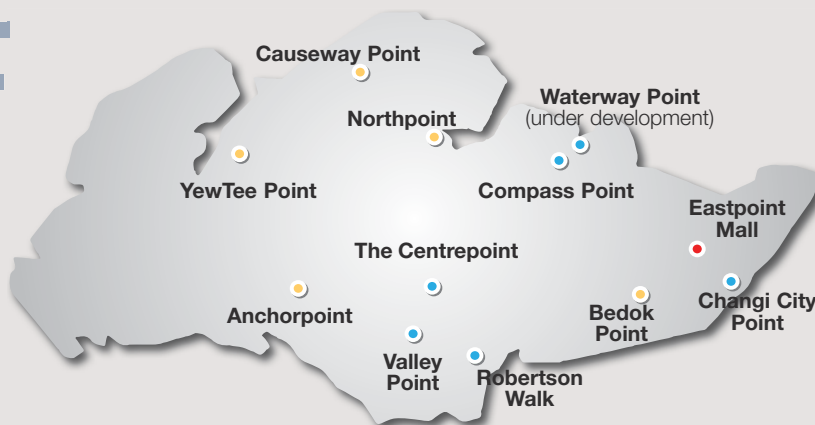 Causeway Point
Northpoint
Waterway Point
(under development)
YewTee Point
Compass Point
Eastpoint
Mall
The Centrepoint
Anchorpoint
Bedok
Point
Changi City
Point
Valley
Point
Robertson
Walk